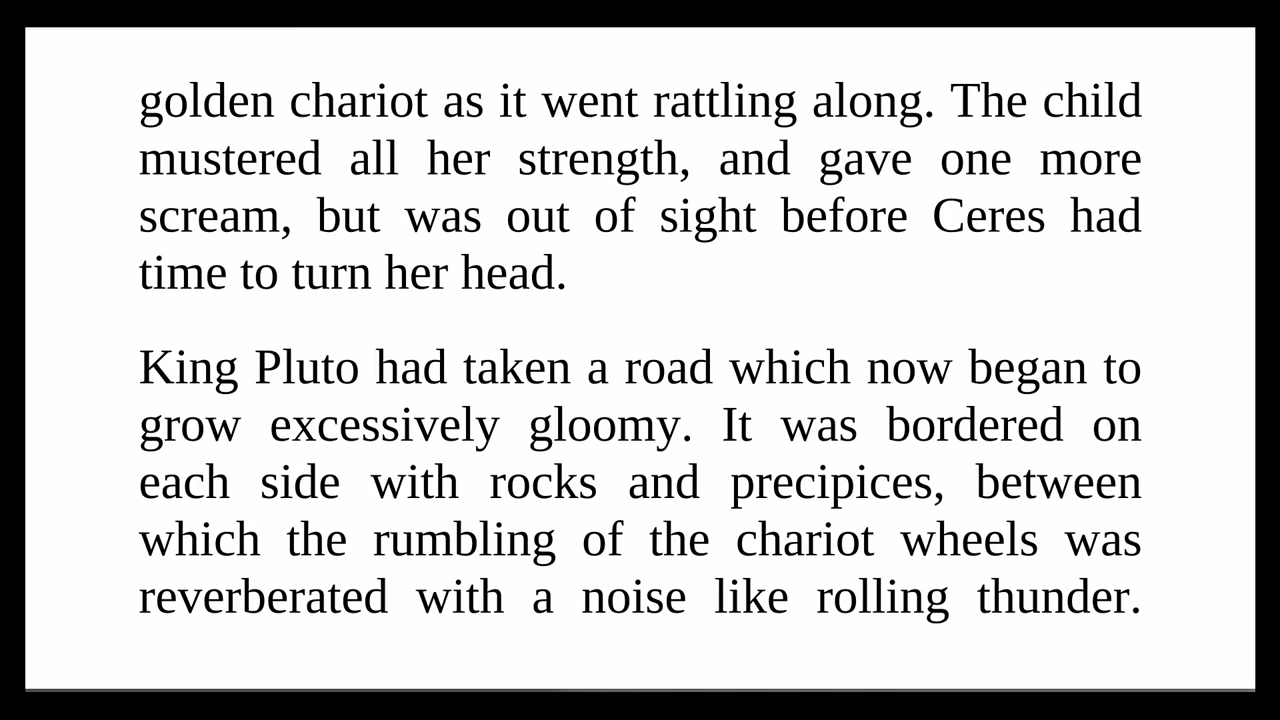 golden chariot as it went rattling along. The child
mustered all her strength, and gave one more
scream, but was out of sight before Ceres had
time to turn her head.
King Pluto had taken a road which now began to
grow excessively gloomy. It was bordered on
each side with rocks and precipices, between
which the rumbling of the chariot wheels was
reverberated with a noise like rolling thunder.